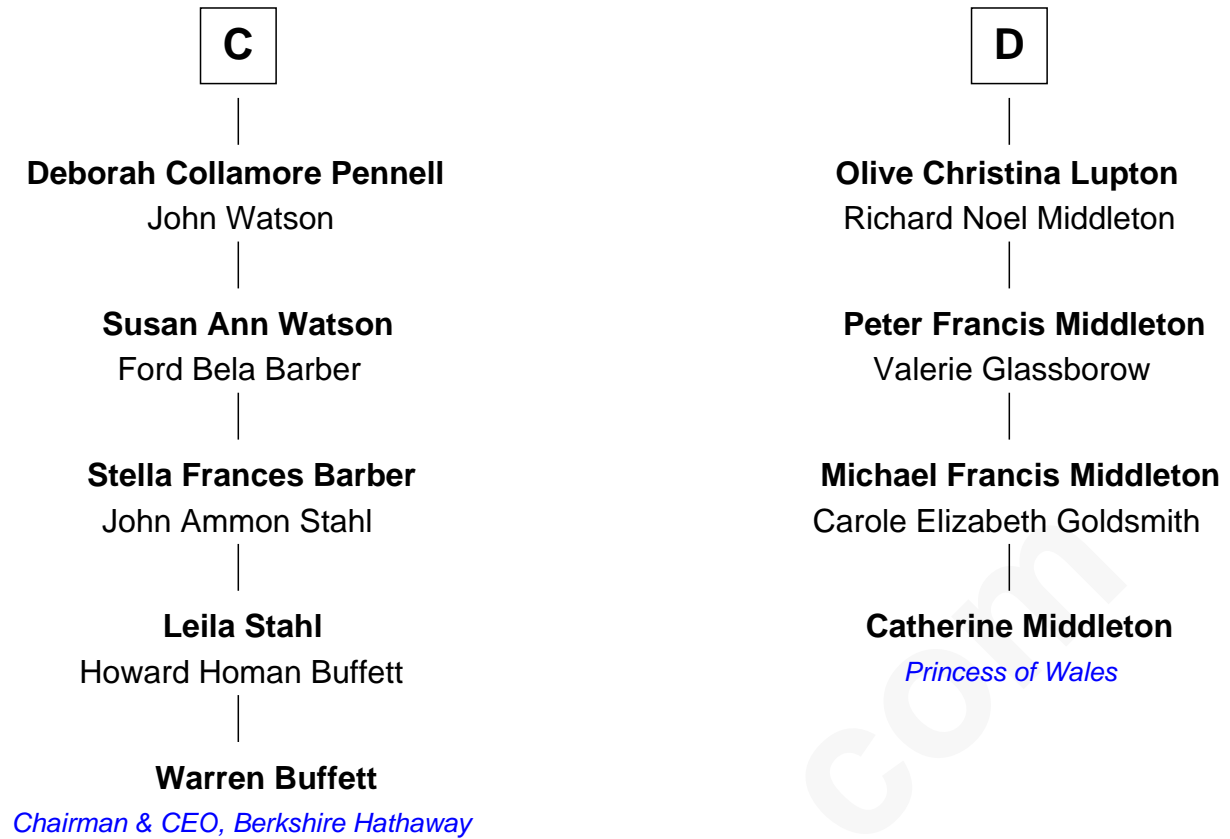 C
Deborah Collamore Pennell
John Watson
Susan Ann Watson
Ford Bela Barber
Stella Frances Barber
John Ammon Stahl
Leila Stahl
Howard Homan Buffett
Warren Buffett
Chairman & CEO, Berkshire Hathaway
D
Olive Christina Lupton
Richard Noel Middleton
Peter Francis Middleton
Valerie Glassborow
Michael Francis Middleton
Carole Elizabeth Goldsmith
Catherine Middleton
Princess of Wales
com